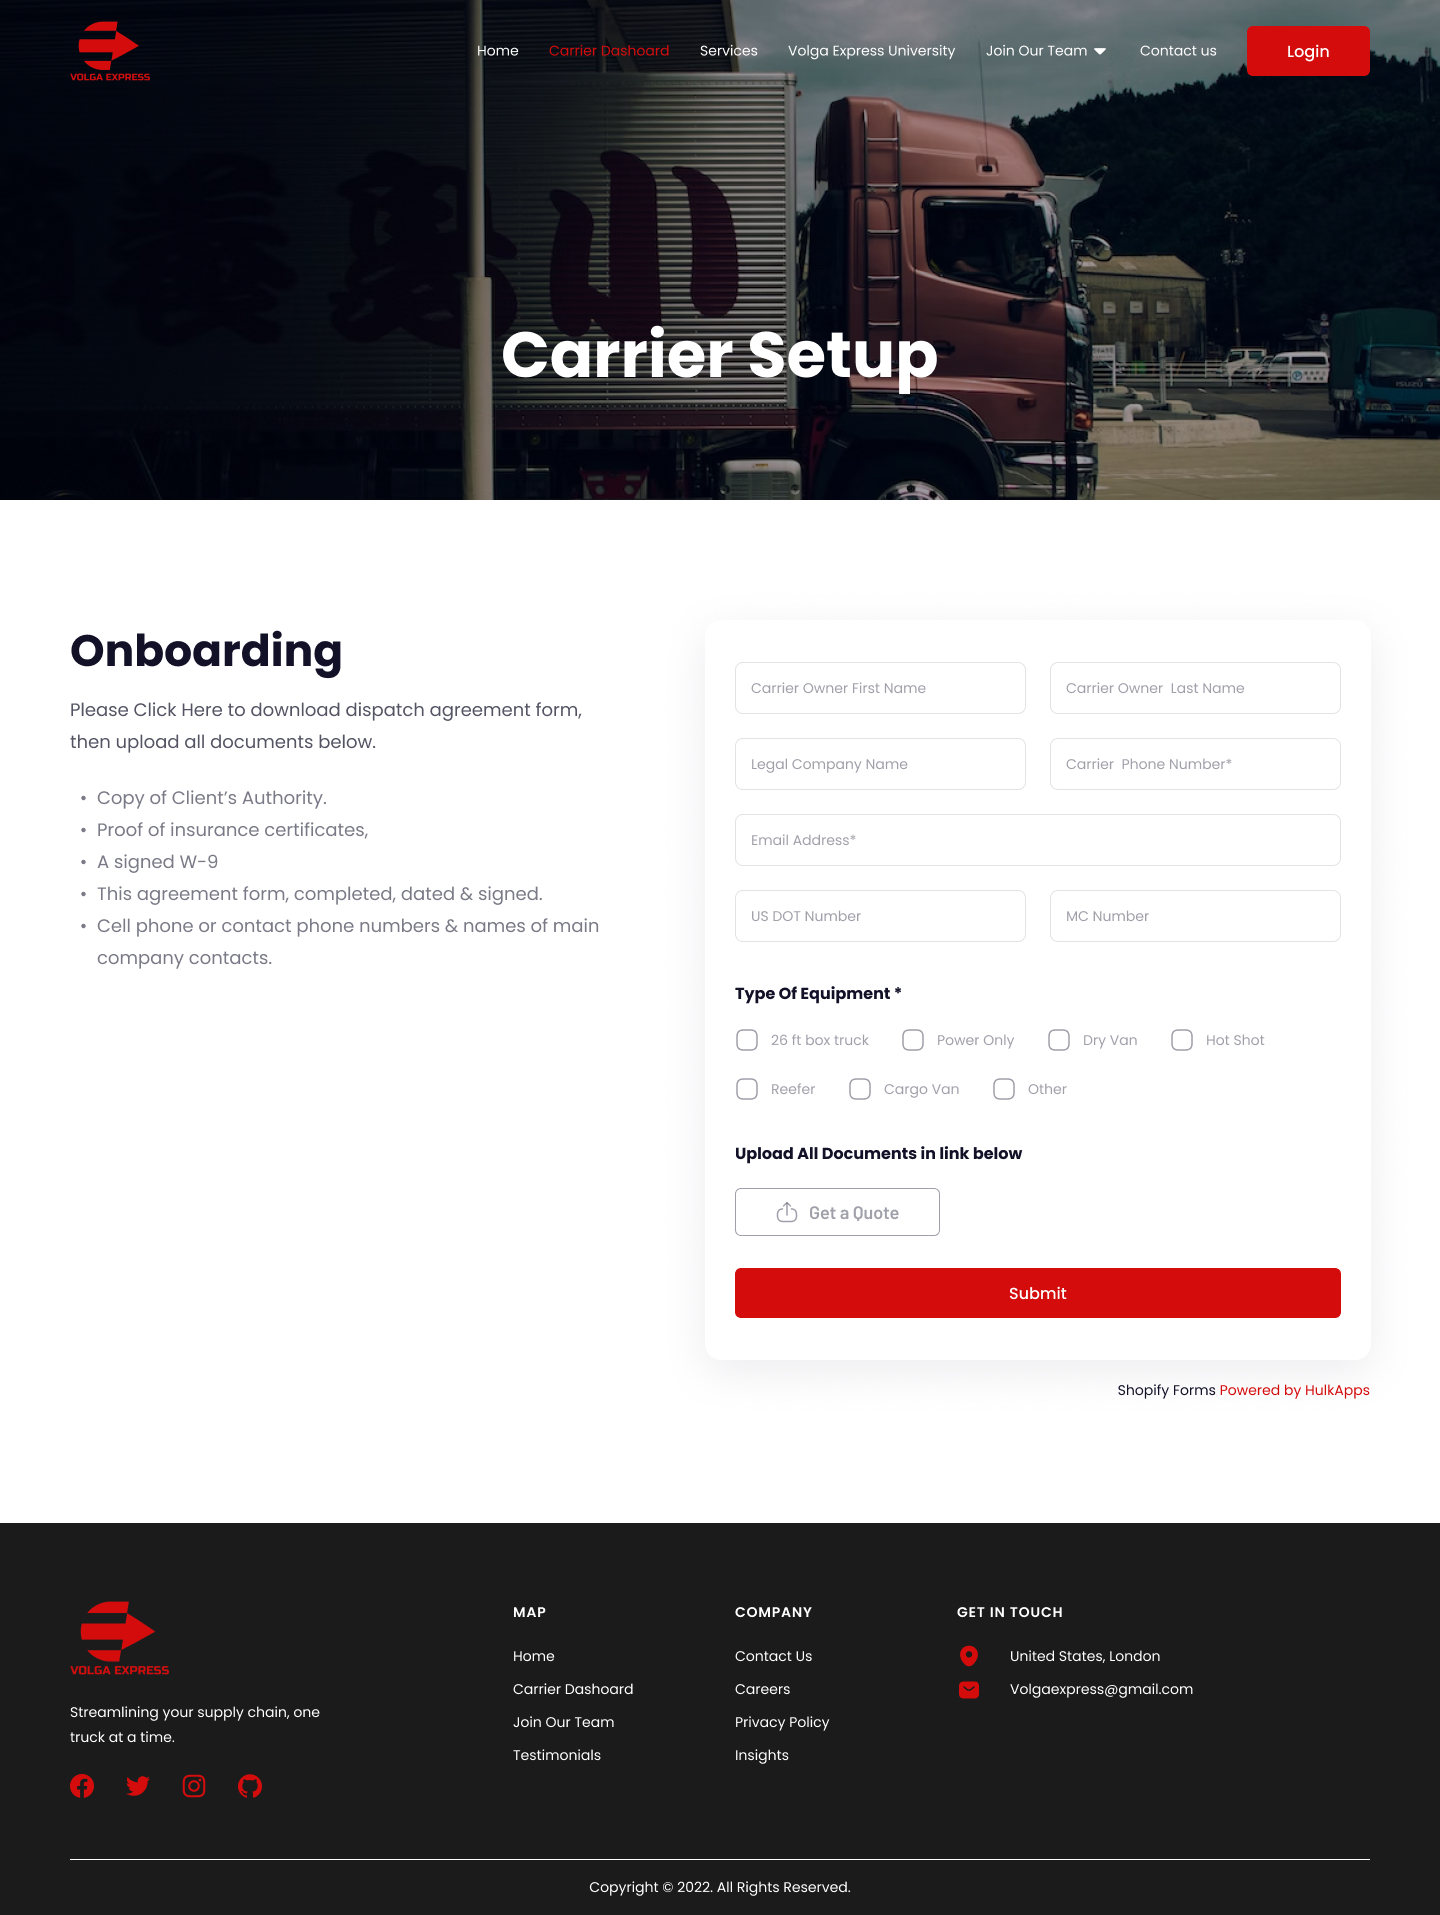 VOLGA EXPRESS
Home
Carrier Dashoard
Services
Volga Express University
Join Our Team
Contact us
Login
小
ISUZU
Carrier Setup
Onboarding
Please Click Here to download dispatch agreement form,
then upload all documents below.
• Copy of Client’s Authority.
• Proof of insurance certificates,
• A signed W-9
• This agreement form, completed, dated & signed.
• Cell phone or contact phone numbers & names of main
company contacts.
Carrier Owner First Name
Carrier Owner Last Name
Legal Company Name
Carrier Phone Number*
Email Address*
US DOT Number
MC Number
Type Of Equipment *
26 ft box truck
Power Only
Dry Van
Hot Shot
Reefer
Cargo Van
Other
Upload All Documents in link below
Get a Quote
Submit
Shopify Forms Powered by HulkApps
VOLGA EXPRESS
Streamlining your supply chain, one
truck at a time.
MAP
Home
Carrier Dashoard
Join Our Team
Testimonials
COMPANY
Contact Us
Careers
Privacy Policy
Insights
GET IN TOUCH
United States, London
Volgaexpress@gmail.com
Copyright © 2022. All Rights Reserved.